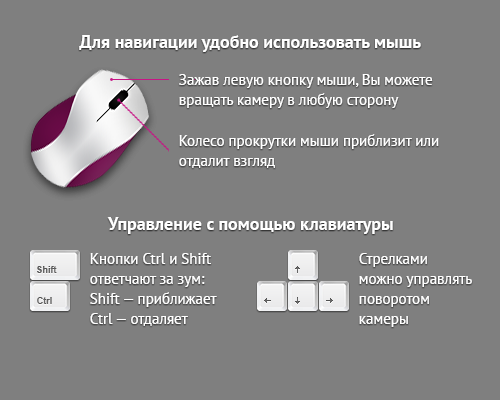 Для навигации удобно использовать мышь
Зажав левую кнопку мыши, Вы можете
вращать камеру в любую сторону
Колесо прокрутки мыши приблизит или
отдалит взгляд
Управление с помощью клавиатуры
Shift
Ctrl
Кнопки Ctrl и Shift
отвечают за зум:
Shift — приближает
Ctrl — отдаляет
↑
← ↓ →
Стрелками
можно управлять
поворотом
камеры